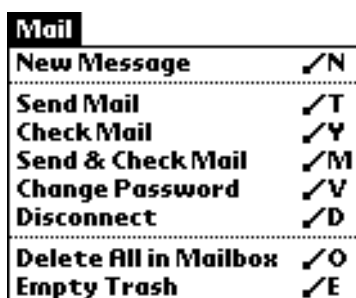 Mail
New Message /N
Send Mail /T
Check Mail /Y
Send & Check Mail /M
Change Password /V
Disconnect /D
Delete All in Mailbox /O
Empty Trash /E